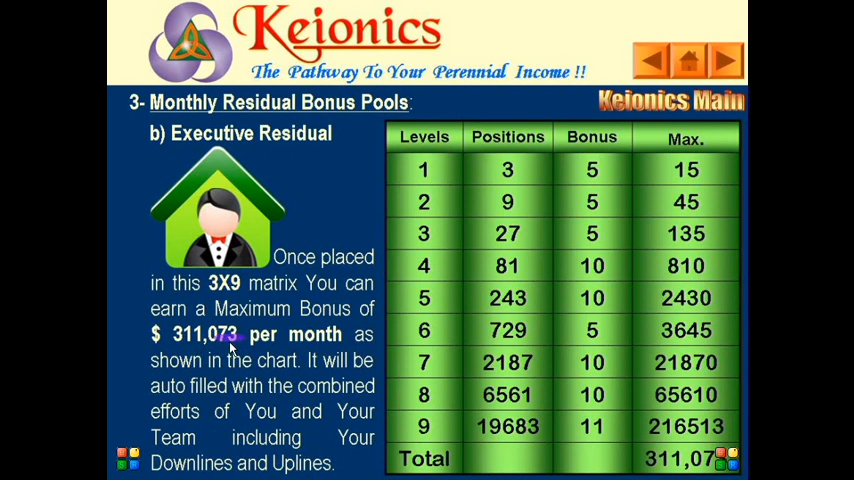 Keionics
The Pathway To Your Perennial Income !!
3- Monthly Residual Bonus Pools:
Keionics Main
b) Executive Residual
Once placed
in this 3X9 matrix You can
earn a Maximum Bonus of
$ 311,073 per month as
shown in the chart. It will be
auto filled with the combined
efforts of You and Your
Team including Your
Downlines and Uplines.
Levels Positions Bonus Max.
1 3 5 15
2 9 5 45
3 27 5 135
4 81 10 810
5 243 10 2430
6 729 5 3645
7 2187 10 21870
8 6561 10 65610
9 19683 11 216513
Total 311,07